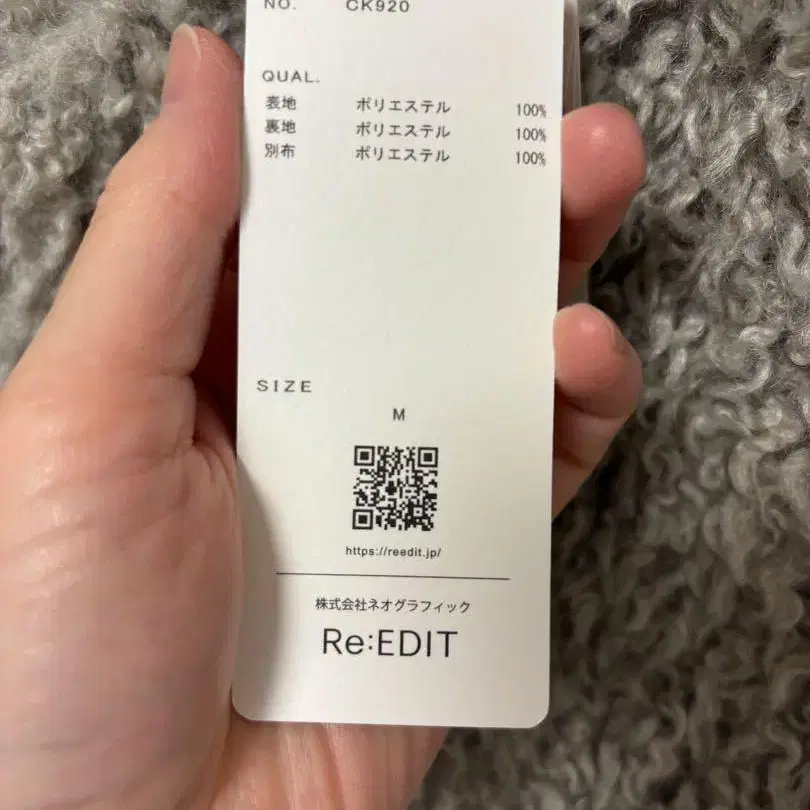 NO. CK920
QUAL.
表地 ポリエステル 100%
裏地 ポリエステル 100%
別布 ポリエステル 100%
SIZE
M
https://reedit.jp/
株式会社ネオグラフィック
Re:EDIT